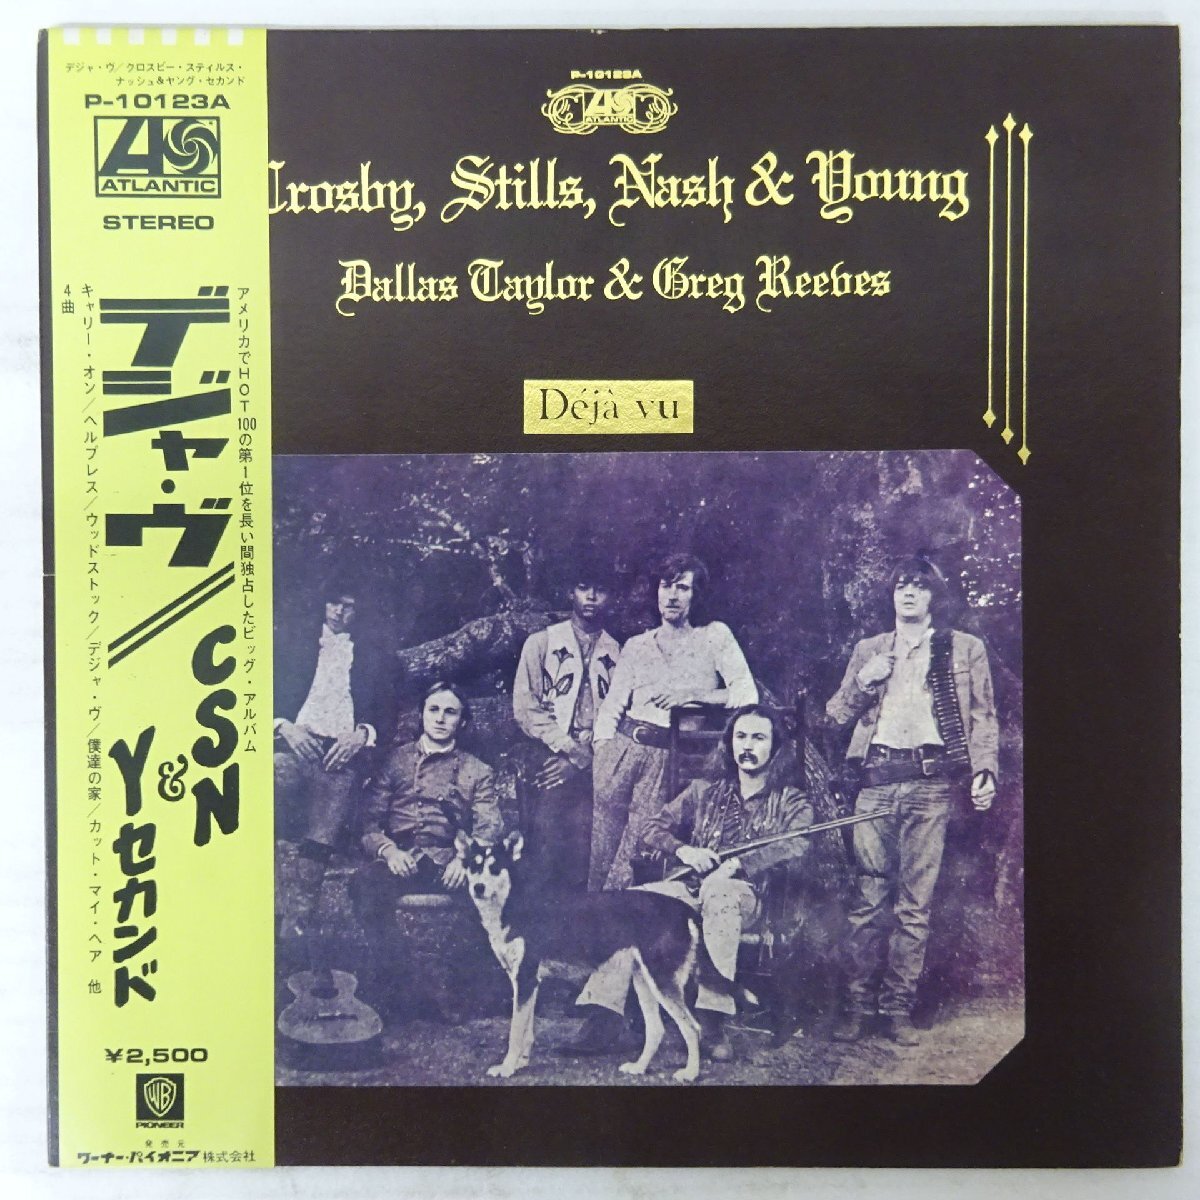 デジャ・ヴ/クロスビー・スティルス・
ナッシュ&ヤング・セカンド
P-10123A
ATLANTIC
STEREO
アメリカでHOT100の第1位を長い間独占したビッグ・アルバム
デジャ・ヴ/CSN
&Yセカンド
キャリー・オン/ヘルプレス/ウッドストック/デジャ・ヴ/僕達の家/カット・マイ・ヘア 他
4曲
¥2,500
WB
PIONEER
発売元
ワーナー・パイオニア株式会社
P-10123A
ATLANTIC
Crosby, Stills, Nash & Young
Dallas Taylor & Greg Reeves
Déjà vu